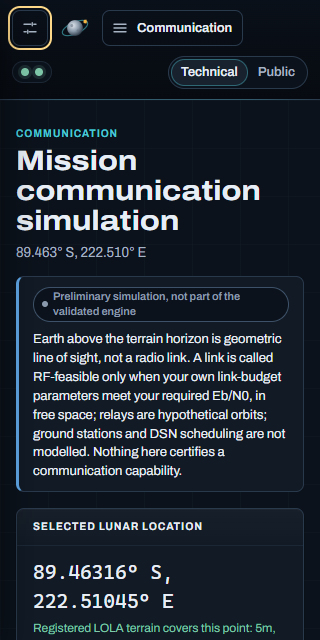 Communication
Technical Public
COMMUNICATION
Mission
communication
simulation
89.463° S, 222.510° E
Preliminary simulation, not part of the
validated engine
Earth above the terrain horizon is geometric
line of sight, not a radio link. A link is called
RF-feasible only when your own link-budget
parameters meet your required Eb/N0, in
free space; relays are hypothetical orbits;
ground stations and DSN scheduling are not
modelled. Nothing here certifies a
communication capability.
SELECTED LUNAR LOCATION
89.46316° S,
222.51045° E
Registered LOLA terrain covers this point: 5m,